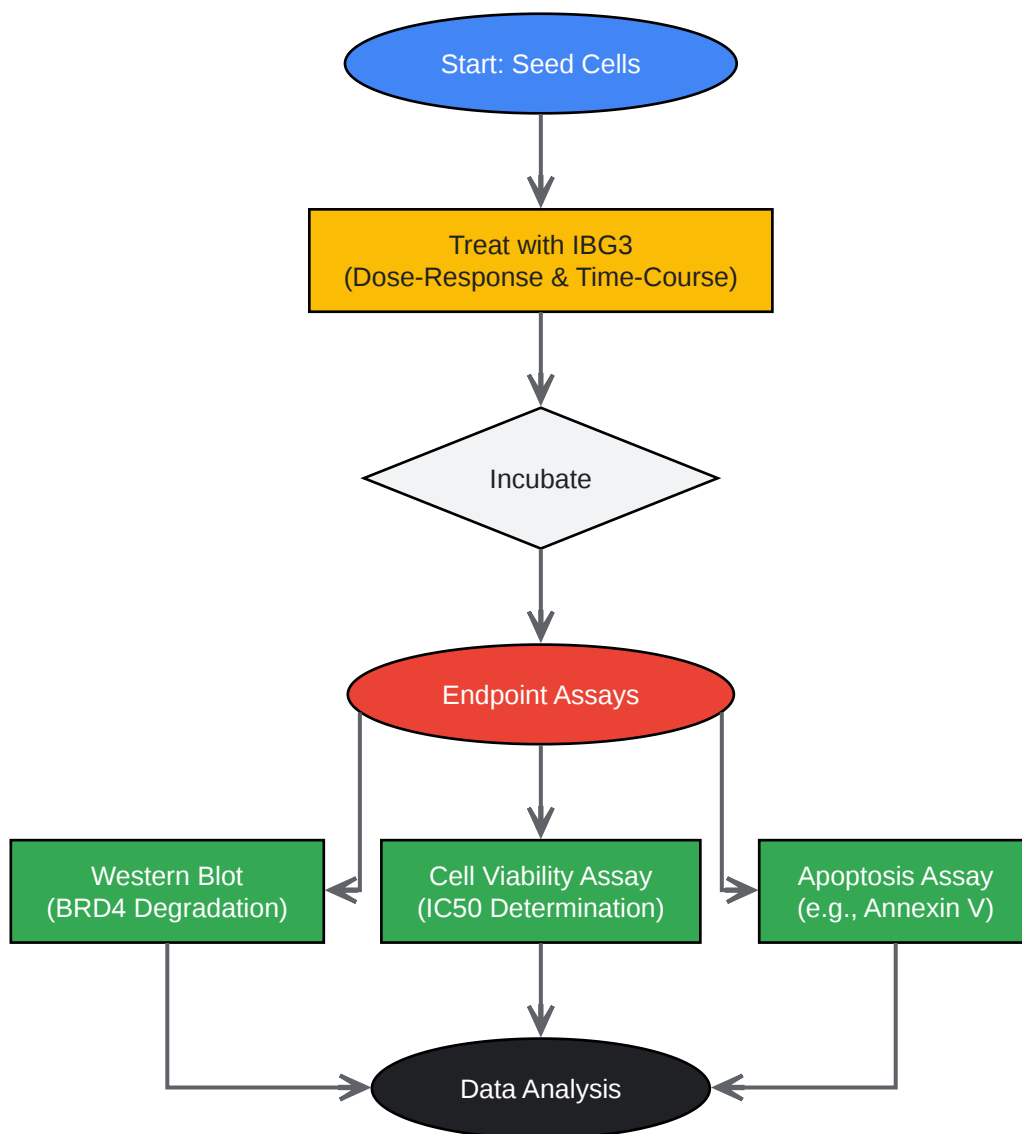 Start: Seed Cells
Treat with IBG3
(Dose-Response & Time-Course)
Incubate
Endpoint Assays
Western Blot
(BRD4 Degradation)
Cell Viability Assay
(IC50 Determination)
Apoptosis Assay
(e.g., Annexin V)
Data Analysis